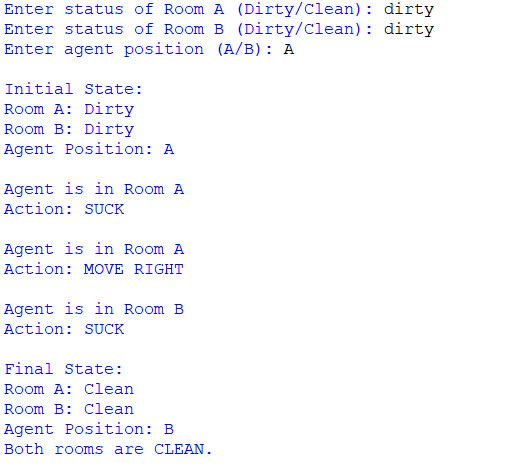 Enter status of Room A (Dirty/Clean): dirty
Enter status of Room B (Dirty/Clean): dirty
Enter agent position (A/B): A
Initial State:
Room A: Dirty
Room B: Dirty
Agent Position: A
Agent is in Room A
Action: SUCK
Agent is in Room A
Action: MOVE RIGHT
Agent is in Room B
Action: SUCK
Final State:
Room A: Clean
Room B: Clean
Agent Position: B
Both rooms are CLEAN.